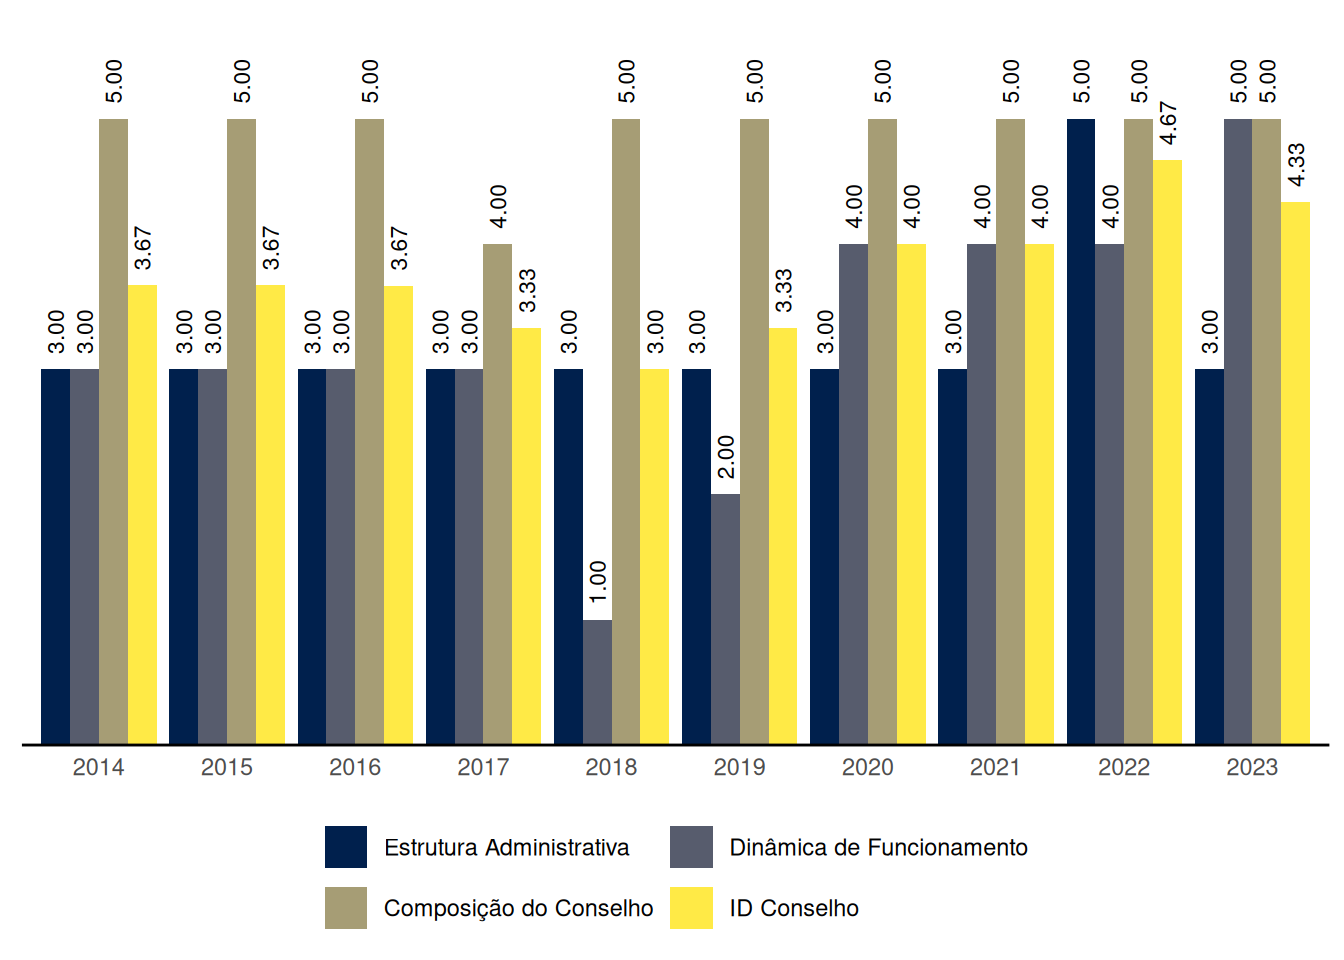 5.00 5.00 5.00 5.00 5.00 5.00 5.00 5.00 5.00 5.00 5.00
4.67
4.33
4.00 4.00 4.00 4.00 4.00 4.00
3.67 3.67 3.67 3.33 3.33
3.00 3.00 3.00 3.00 3.00 3.00 3.00 3.00 3.00 3.00 3.00 3.00 3.00 3.00
2.00
1.00
2014 2015 2016 2017 2018 2019 2020 2021 2022 2023
Estrutura Administrativa Dinâmica de Funcionamento
Composição do Conselho ID Conselho